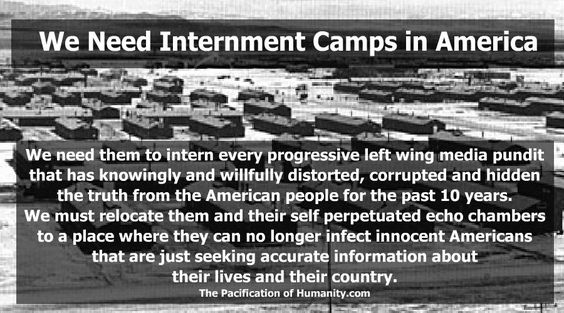 We Need Internment Camps in America
We need them to intern every progressive left wing media pundit
that has knowingly and willfully distorted, corrupted and hidden
the truth from the American people for the past 10 years.
We must relocate them and their self perpetuated echo chambers
to a place where they can no longer infect innocent Americans
that are just seeking accurate information about
their lives and their country.
The Pacification of Humanity.com